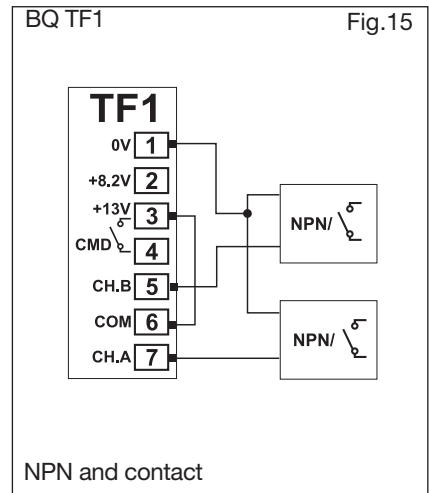 BQ TF1 Fig.15
TF1
0V 1
+8.2V 2
+13V 3
CMD 4
CH.B 5
COM 6
CH.A 7
NPN/
NPN/
NPN and contact